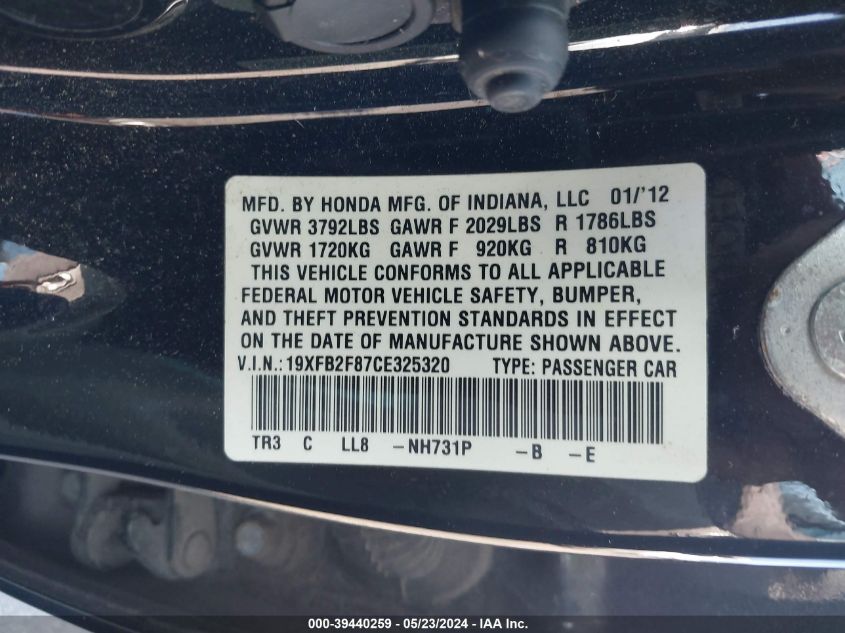 MFD. BY HONDA MFG. OF INDIANA, LLC 01/'12
GVWR 3792LBS GAWR F 2029LBS R 1786LBS
GVWR 1720KG GAWR F 920KG R 810KG
THIS VEHICLE CONFORMS TO ALL APPLICABLE
FEDERAL MOTOR VEHICLE SAFETY, BUMPER,
AND THEFT PREVENTION STANDARDS IN EFFECT
ON THE DATE OF MANUFACTURE SHOWN ABOVE.
V.I.N.: 19XFB2F87CE325320 TYPE: PASSENGER CAR
TR3 C LL8 -NH731P -B -E
000-39440259 - 05/23/2024 - IAA Inc.